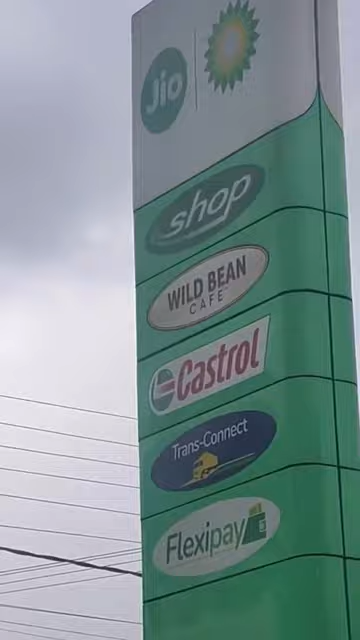 Jio
shop
WILD BEAN
CAFE
Castrol
Trans-Connect
Flexipay